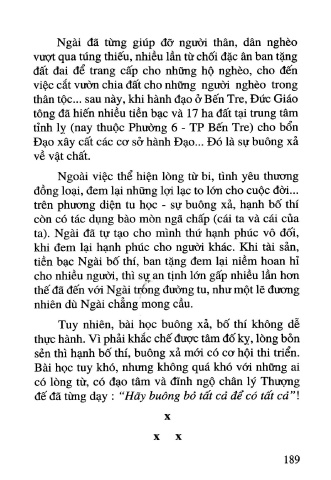 Ngài đã từng giúp đỡ người thân, dân nghèo
vượt qua túng thiếu, nhiều lần từ chối đặc ân ban tặng
đất đai để trang cấp cho những hộ nghèo, cho đến
việc cắt vườn chia đất cho những người nghèo trong
thân tộc... sau này, khi hành đạo ở Bến Tre, Đức Giáo
tông đã hiến nhiều tiền bạc và 17 ha đất tại trung tâm
tỉnh lỵ (nay thuộc Phường 6 - TP Bến Tre) cho bổn
Đạo xây cất các cơ sở hành Đạo... Đó là sự buông xả
về vật chất.
Ngoài việc thể hiện lòng từ bi, tình yêu thương
đồng loại, đem lại những lợi lạc to lớn cho cuộc đời...
trên phương diện tu học - sự buông xả, hạnh bố thí
còn có tác dụng bào mòn ngã chấp (cái ta và cái của
ta). Ngài đã tự tạo cho mình thứ hạnh phúc vô đối,
khi đem lại hạnh phúc cho người khác. Khi tài sản,
tiền bạc Ngài bố thí, ban tặng đem lại niềm hoan hỉ
cho nhiều người, thì sự an tịnh lớn gấp nhiều lần hơn
thế đã đến với Ngài trong đường tu, như một lẽ đương
nhiên dù Ngài chẳng mong cầu.
Tuy nhiên, bài học buông xả, bố thí không dễ
thực hành. Vì phải khắc chế được tâm đố kỵ, lòng bỏn
sẻn thì hạnh bố thí, buông xả mới có cơ hội thi triển.
Bài học tuy khó, nhưng không quá khó với những ai
có lòng từ, có đạo tâm và đĩnh ngộ chân lý Thượng
đế đã từng dạy : “Hãy buông bỏ tất cả để có tất cả”!
x
x x
189